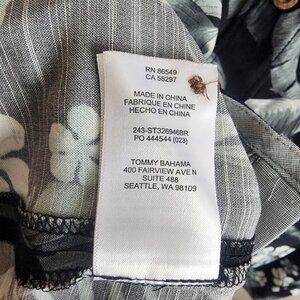 RN 86549
CA 58297
MADE IN CHINA
FABRIQUE EN CHINE
HECHO EN CHINA
243-ST326946BR
PO 444544 (023)
TOMMY BAHAMA
400 FAIRVIEW AVE N
SUITE 488
SEATTLE, WA 98109